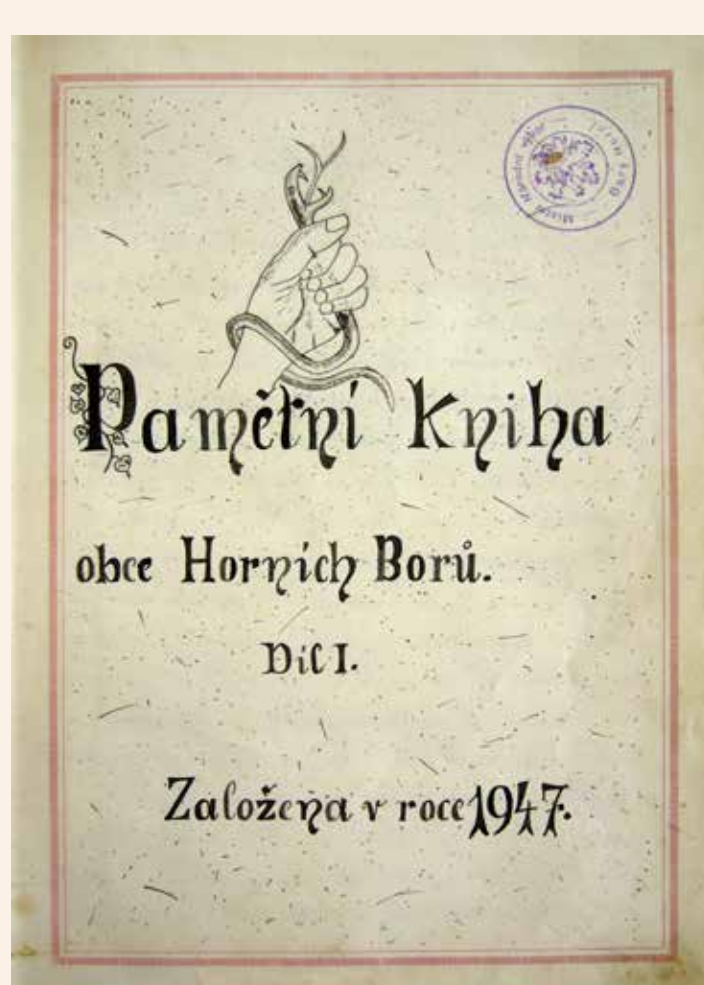 Pamětní kniha
obce Horních Borů.
Díl I.
Založena v roce 1947.